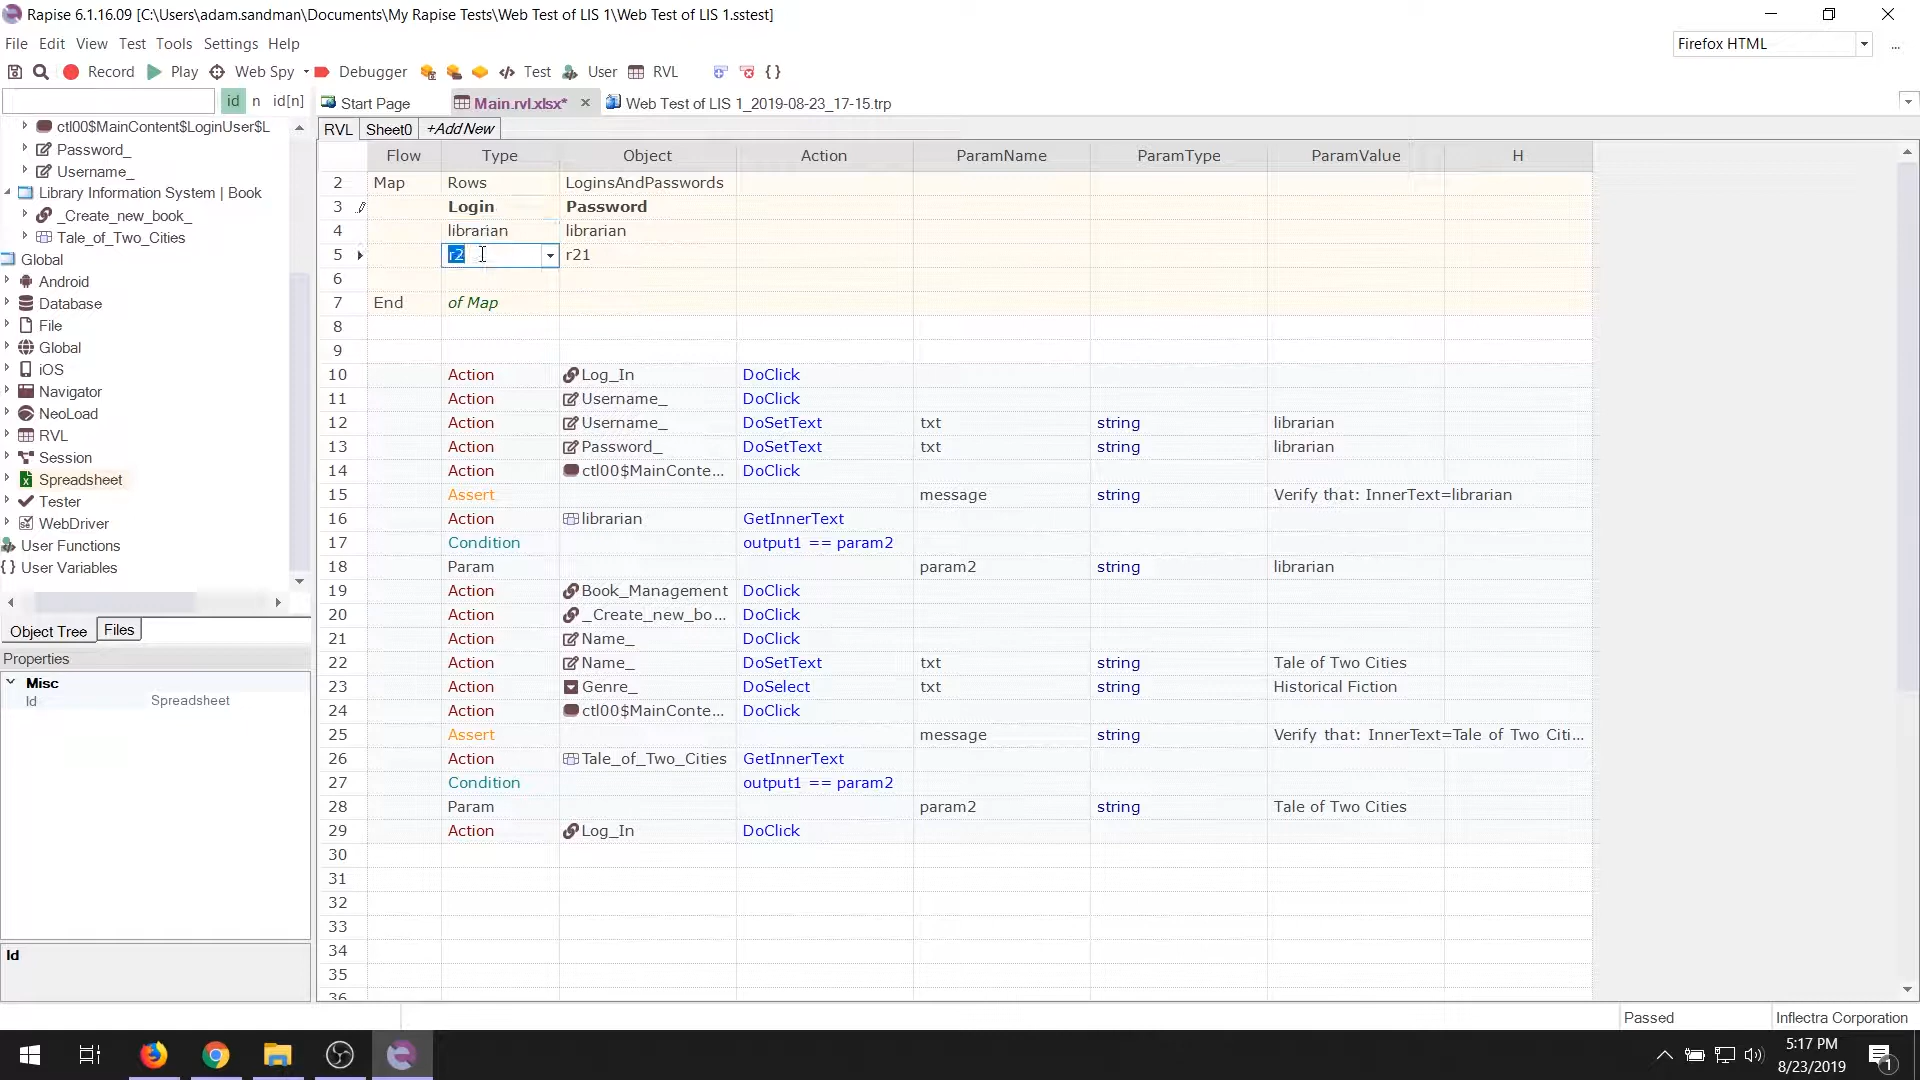 Rapise 6.1.16.09 [C:\Users\adam.sandman\Documents\My Rapise Tests\Web Test of LIS 1\Web Test of LIS 1.sstest]
File Edit View Test Tools Settings Help
Firefox HTML ...
Record Play Web Spy Debugger Test User RVL { }
id n id[n] Start Page Main.rvl.xlsx* Web Test of LIS 1_2019-08-23_17-15.trp
RVL Sheet0 +Add New
ctl00$MainContent$LoginUser$L
Password_
Username_
Library Information System | Book
_Create_new_book_
Tale_of_Two_Cities
Global
Android
Database
File
Global
iOS
Navigator
NeoLoad
RVL
Session
Spreadsheet
Tester
WebDriver
User Functions
{ } User Variables
Object Tree Files
Properties
Misc
Id Spreadsheet
Id
Flow Type Object Action ParamName ParamType ParamValue H
2 Map Rows LoginsAndPasswords
3 Login Password
4 librarian librarian
5 r2 r21
6
7 End of Map
8
9
10 Action Log_In DoClick
11 Action Username_ DoClick
12 Action Username_ DoSetText txt string librarian
13 Action Password_ DoSetText txt string librarian
14 Action ctl00$MainConte... DoClick
15 Assert message string Verify that: InnerText=librarian
16 Action librarian GetInnerText
17 Condition output1 == param2
18 Param param2 string librarian
19 Action Book_Management DoClick
20 Action _Create_new_bo... DoClick
21 Action Name_ DoClick
22 Action Name_ DoSetText txt string Tale of Two Cities
23 Action Genre_ DoSelect txt string Historical Fiction
24 Action ctl00$MainConte... DoClick
25 Assert message string Verify that: InnerText=Tale of Two Citi...
26 Action Tale_of_Two_Cities GetInnerText
27 Condition output1 == param2
28 Param param2 string Tale of Two Cities
29 Action Log_In DoClick
30
31
32
33
34
35
36
Passed Inflectra Corporation
5:17 PM
8/23/2019
1